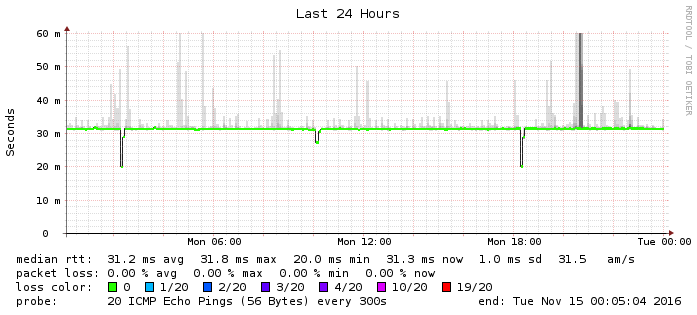 Last 24 Hours
RRDTOOL / TOBI OETIKER
Seconds
60 m
50 m
40 m
30 m
20 m
10 m
0
Mon 06:00 Mon 12:00 Mon 18:00 Tue 00:00
median rtt: 31.2 ms avg 31.8 ms max 20.0 ms min 31.3 ms now 1.0 ms sd 31.5 am/s
packet loss: 0.00 % avg 0.00 % max 0.00 % min 0.00 % now
loss color: 0 1/20 2/20 3/20 4/20 10/20 19/20
probe: 20 ICMP Echo Pings (56 Bytes) every 300s end: Tue Nov 15 00:05:04 2016